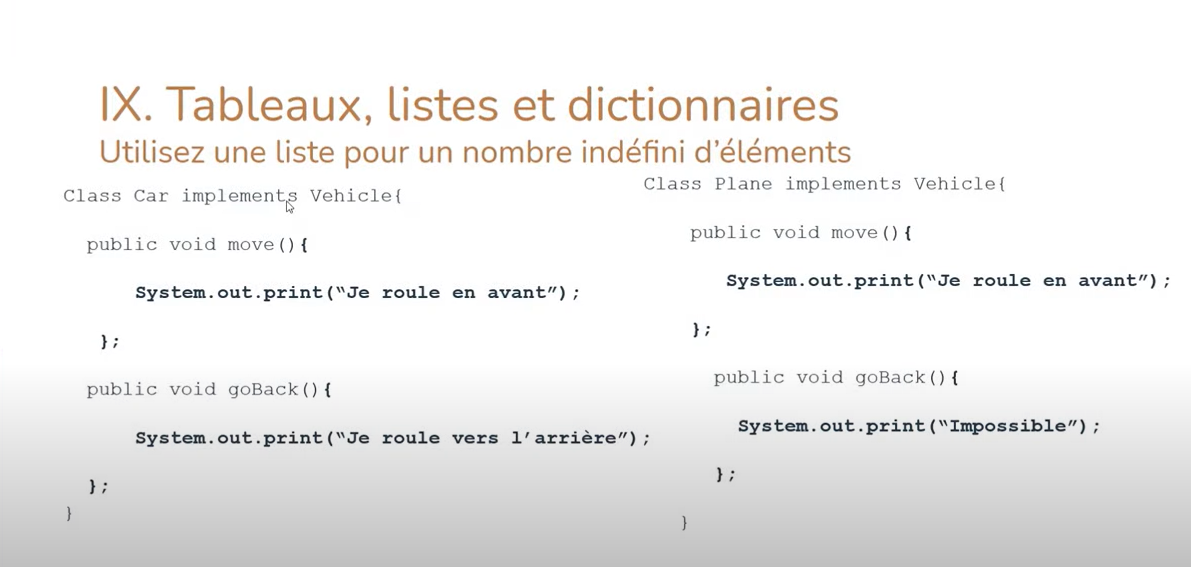 IX. Tableaux, listes et dictionnaires
Utilisez une liste pour un nombre indéfini d’éléments
Class Car implements Vehicle{
public void move(){
System.out.print(“Je roule en avant”);
};
public void goBack(){
System.out.print(“Je roule vers l’arrière”);
};
}
Class Plane implements Vehicle{
public void move(){
System.out.print(“Je roule en avant”);
};
public void goBack(){
System.out.print(“Impossible”);
};
}